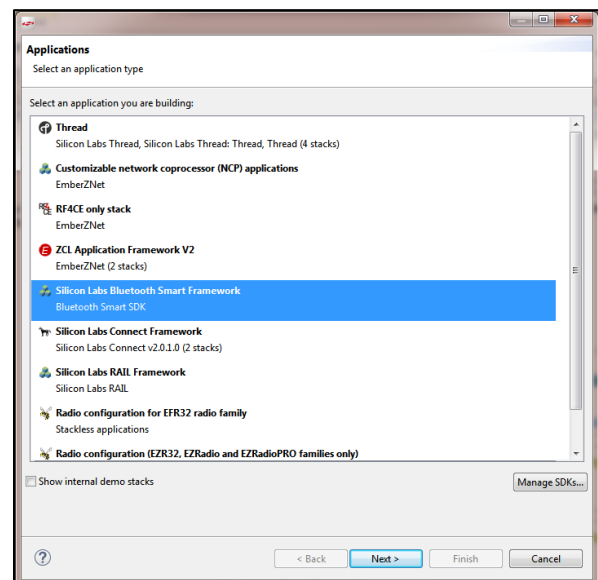 Applications
Select an application type
Select an application you are building:
Thread
Silicon Labs Thread, Silicon Labs Thread: Thread, Thread (4 stacks)
Customizable network coprocessor (NCP) applications
EmberZNet
RF4CE only stack
EmberZNet
ZCL Application Framework V2
EmberZNet (2 stacks)
Silicon Labs Bluetooth Smart Framework
Bluetooth Smart SDK
Silicon Labs Connect Framework
Silicon Labs Connect v2.0.1.0 (2 stacks)
Silicon Labs RAIL Framework
Silicon Labs RAIL
Radio configuration for EFR32 radio family
Stackless applications
Radio configuration (EZR32, EZRadio and EZRadioPRO families only)
Show internal demo stacks
Manage SDKs...
? < Back Next > Finish Cancel